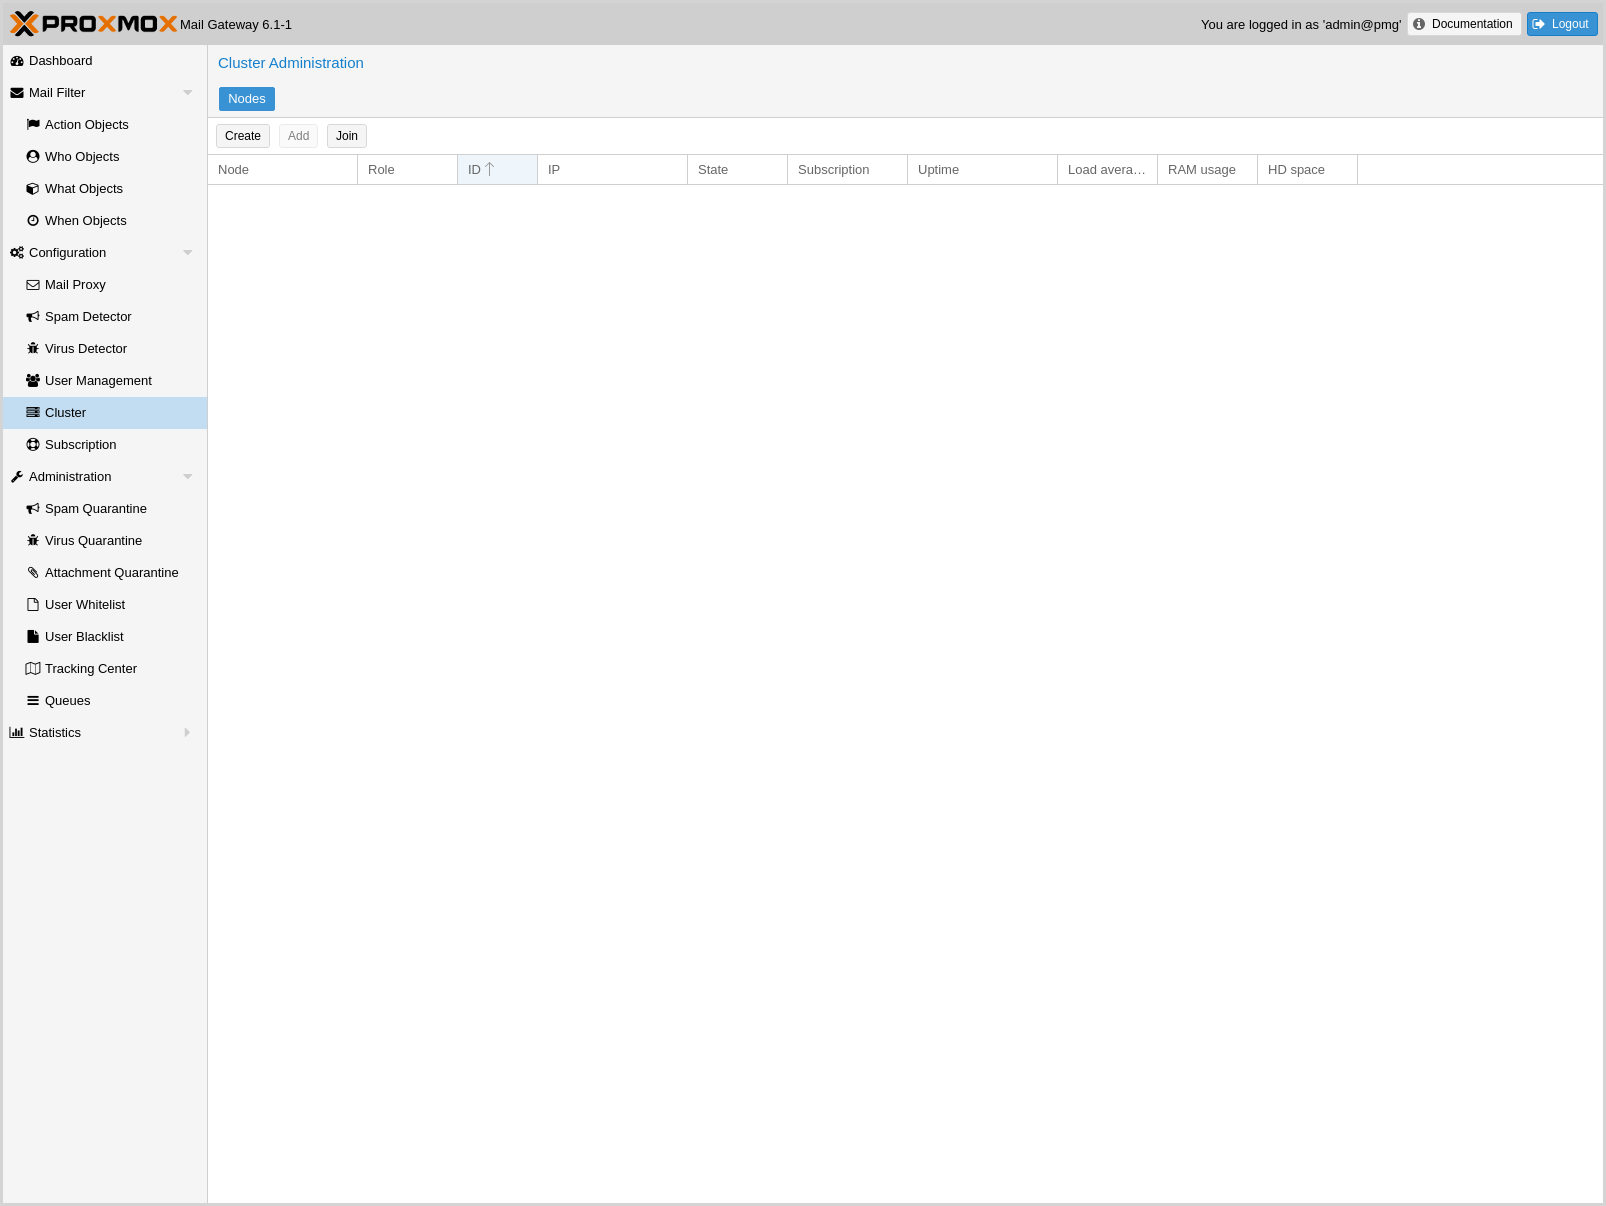 PROXMOX Mail Gateway 6.1-1
You are logged in as 'admin@pmg'
Documentation
Logout
Dashboard
Mail Filter
Action Objects
Who Objects
What Objects
When Objects
Configuration
Mail Proxy
Spam Detector
Virus Detector
User Management
Cluster
Subscription
Administration
Spam Quarantine
Virus Quarantine
Attachment Quarantine
User Whitelist
User Blacklist
Tracking Center
Queues
Statistics
Cluster Administration
Nodes
Create Add Join
Node Role ID IP State Subscription Uptime Load avera… RAM usage HD space